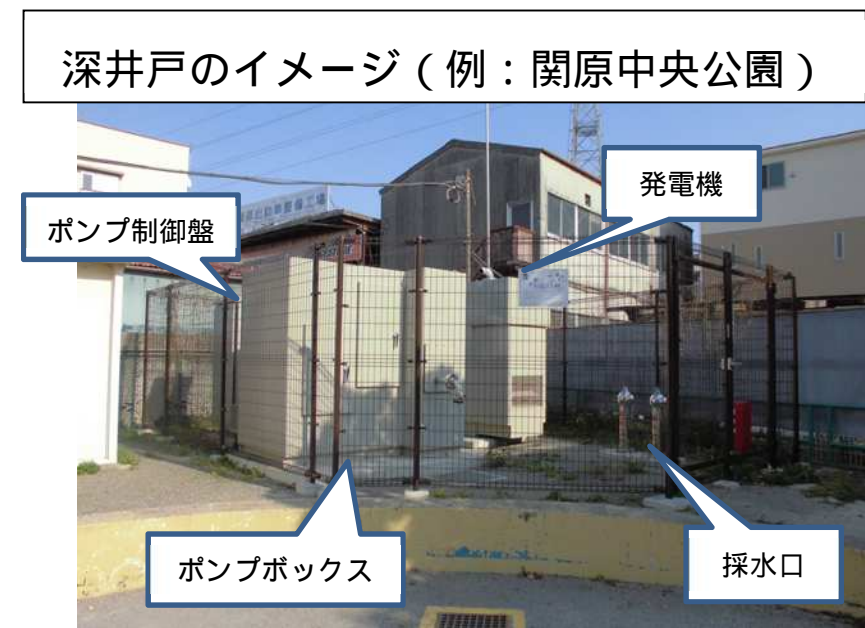 深井戸のイメージ（例：関原中央公園）
発電機
ポンプ制御盤
ポンプボックス
採水口